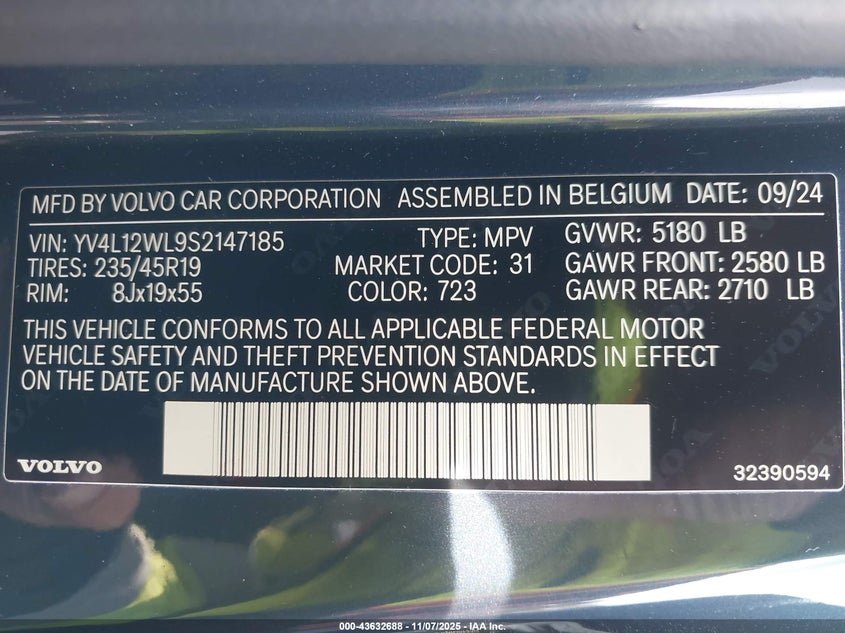 MFD BY VOLVO CAR CORPORATION ASSEMBLED IN BELGIUM DATE: 09/24
VIN: YV4L12WL9S2147185 TYPE: MPV GVWR: 5180 LB
TIRES: 235/45R19 MARKET CODE: 31 GAWR FRONT: 2580 LB
RIM: 8Jx19x55 COLOR: 723 GAWR REAR: 2710 LB
THIS VEHICLE CONFORMS TO ALL APPLICABLE FEDERAL MOTOR
VEHICLE SAFETY AND THEFT PREVENTION STANDARDS IN EFFECT
ON THE DATE OF MANUFACTURE SHOWN ABOVE.
VOLVO 32390594
000-43632688 - 11/07/2025 - IAA Inc.